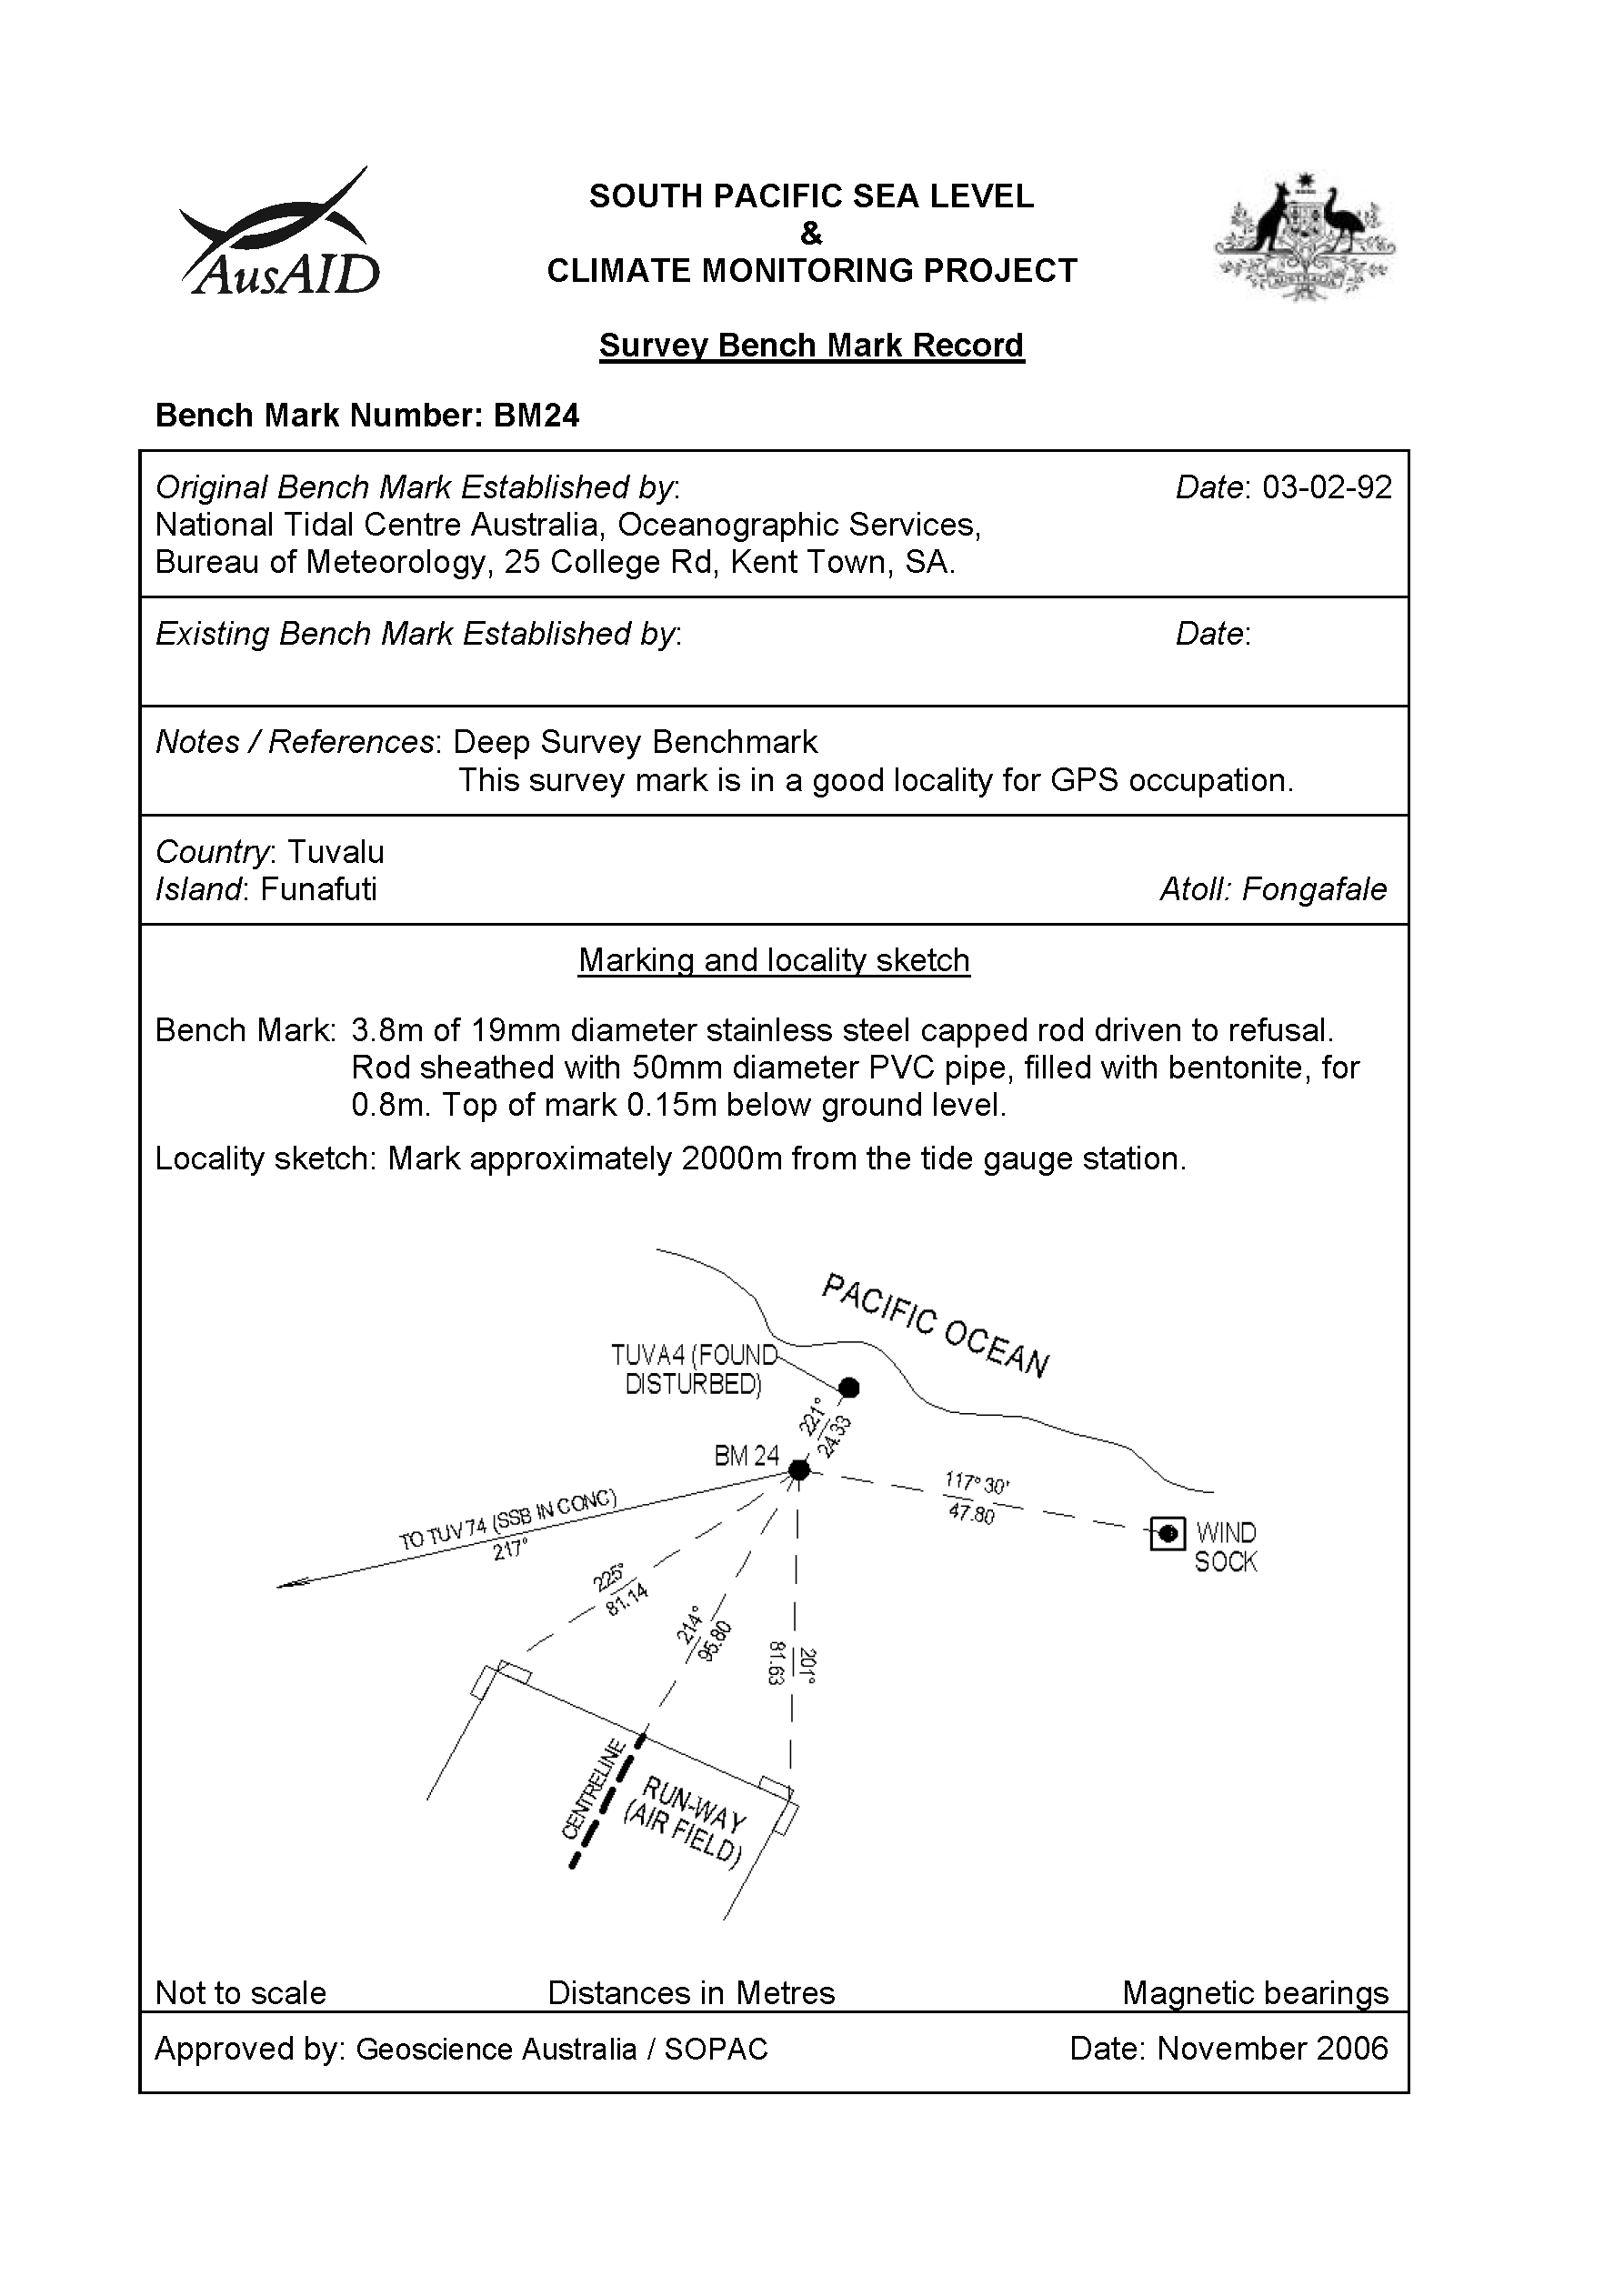 AusAID
SOUTH PACIFIC SEA LEVEL
&
CLIMATE MONITORING PROJECT
AUSTRALIA
Survey Bench Mark Record
Bench Mark Number: BM24
Original Bench Mark Established by: Date: 03-02-92
National Tidal Centre Australia, Oceanographic Services,
Bureau of Meteorology, 25 College Rd, Kent Town, SA.
Existing Bench Mark Established by: Date:
Notes / References: Deep Survey Benchmark
This survey mark is in a good locality for GPS occupation.
Country: Tuvalu
Island: Funafuti Atoll: Fongafale
Marking and locality sketch
Bench Mark: 3.8m of 19mm diameter stainless steel capped rod driven to refusal.
Rod sheathed with 50mm diameter PVC pipe, filled with bentonite, for
0.8m. Top of mark 0.15m below ground level.
Locality sketch: Mark approximately 2000m from the tide gauge station.
PACIFIC OCEAN
TUVA4 (FOUND
DISTURBED)
221°
24.33
BM 24
117° 30'
47.80
WIND
SOCK
TO TUV 74 (SSB IN CONC)
217°
225°
81.14
214°
95.80
201°
81.63
CENTRELINE
RUN-WAY
(AIR FIELD)
Not to scale Distances in Metres Magnetic bearings
Approved by: Geoscience Australia / SOPAC Date: November 2006